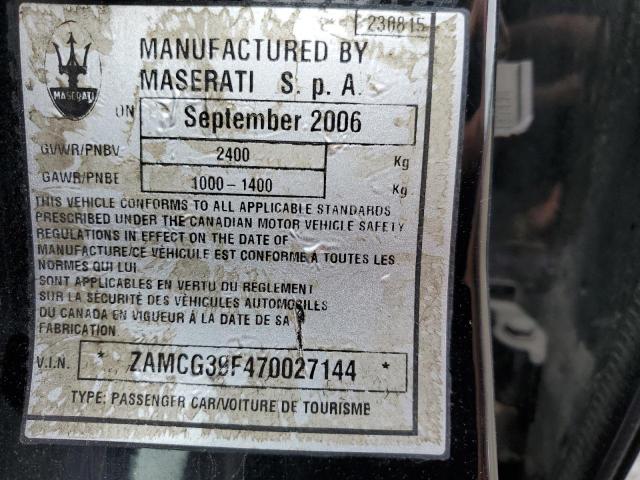 230815
MANUFACTURED BY
MASERATI S. p A.
MASERATI
ON September 2006
GVWR/PNBV 2400 Kg
GAWR/PNBE 1000-1400 Kg
THIS VEHICLE CONFORMS TO ALL APPLICABLE STANDARDS
PRESCRIBED UNDER THE CANADIAN MOTOR VEHICLE SAFETY
REGULATIONS IN EFFECT ON THE DATE OF
MANUFACTURE/CE VÉHICULE EST CONFORME À TOUTES LES
NORMES QUI LUI
SONT APPLICABLES EN VERTU DU RÈGLEMENT
SUR LA SÉCURITÉ DES VÉHICULES AUTOMOBILES
DU CANADA EN VIGUEUR À LA DATE DE SA
FABRICATION
V.I.N. * ZAMCG39F470027144 *
TYPE: PASSENGER CAR/VOITURE DE TOURISME